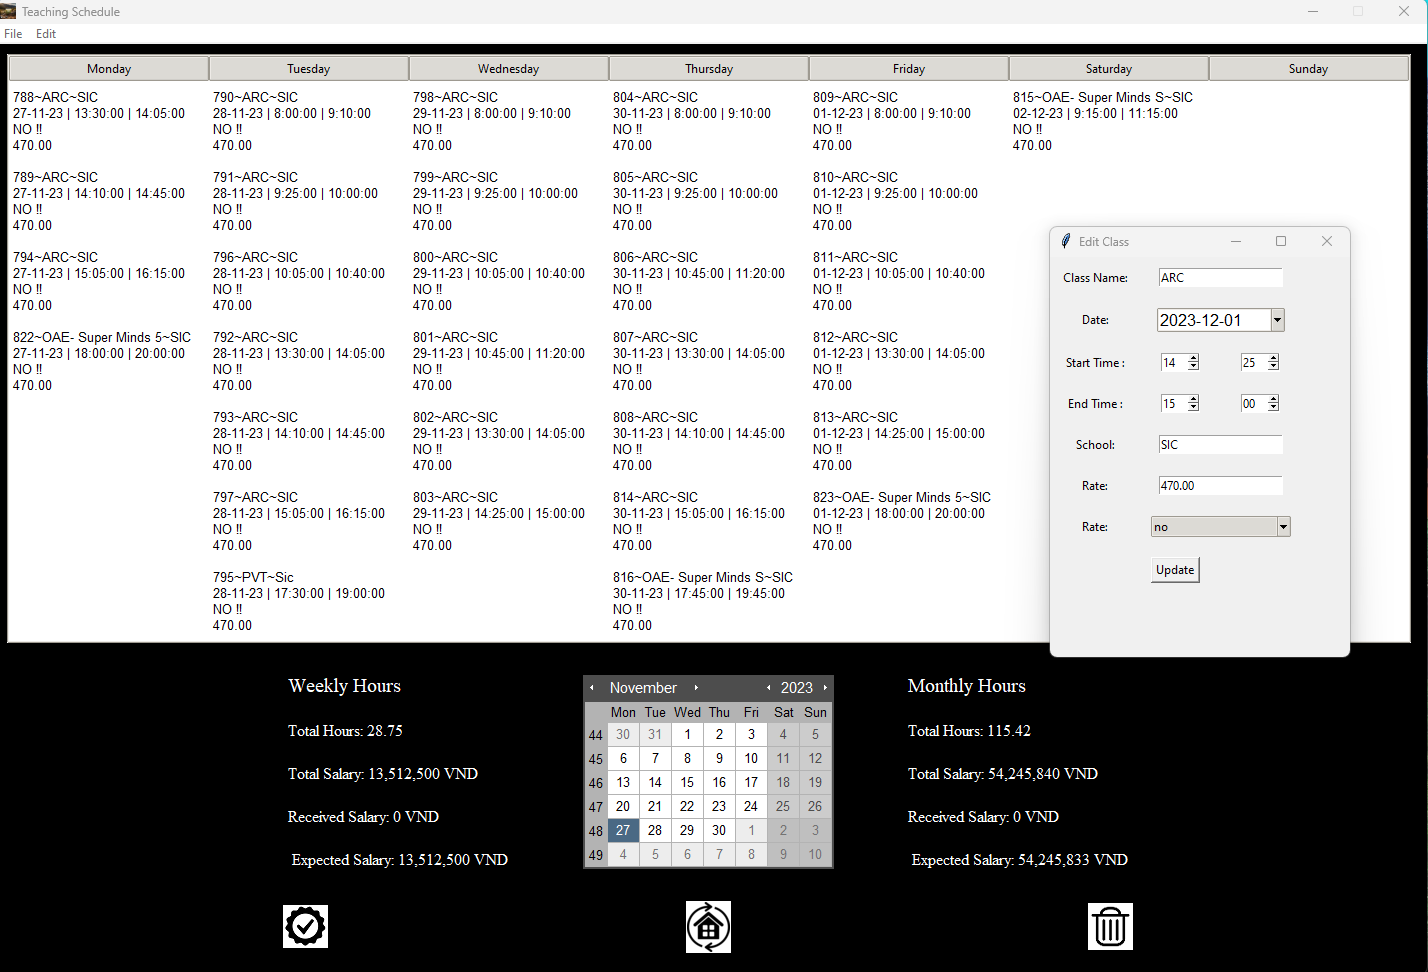 Teaching Schedule
File Edit
Monday Tuesday Wednesday Thursday Friday Saturday Sunday
788~ARC~SIC
27-11-23 | 13:30:00 | 14:05:00
NO !!
470.00
789~ARC~SIC
27-11-23 | 14:10:00 | 14:45:00
NO !!
470.00
794~ARC~SIC
27-11-23 | 15:05:00 | 16:15:00
NO !!
470.00
822~OAE- Super Minds 5~SIC
27-11-23 | 18:00:00 | 20:00:00
NO !!
470.00
790~ARC~SIC
28-11-23 | 8:00:00 | 9:10:00
NO !!
470.00
791~ARC~SIC
28-11-23 | 9:25:00 | 10:00:00
NO !!
470.00
796~ARC~SIC
28-11-23 | 10:05:00 | 10:40:00
NO !!
470.00
792~ARC~SIC
28-11-23 | 13:30:00 | 14:05:00
NO !!
470.00
793~ARC~SIC
28-11-23 | 14:10:00 | 14:45:00
NO !!
470.00
797~ARC~SIC
28-11-23 | 15:05:00 | 16:15:00
NO !!
470.00
795~PVT~Sic
28-11-23 | 17:30:00 | 19:00:00
NO !!
470.00
798~ARC~SIC
29-11-23 | 8:00:00 | 9:10:00
NO !!
470.00
799~ARC~SIC
29-11-23 | 9:25:00 | 10:00:00
NO !!
470.00
800~ARC~SIC
29-11-23 | 10:05:00 | 10:40:00
NO !!
470.00
801~ARC~SIC
29-11-23 | 10:45:00 | 11:20:00
NO !!
470.00
802~ARC~SIC
29-11-23 | 13:30:00 | 14:05:00
NO !!
470.00
803~ARC~SIC
29-11-23 | 14:25:00 | 15:00:00
NO !!
470.00
804~ARC~SIC
30-11-23 | 8:00:00 | 9:10:00
NO !!
470.00
805~ARC~SIC
30-11-23 | 9:25:00 | 10:00:00
NO !!
470.00
806~ARC~SIC
30-11-23 | 10:45:00 | 11:20:00
NO !!
470.00
807~ARC~SIC
30-11-23 | 13:30:00 | 14:05:00
NO !!
470.00
808~ARC~SIC
30-11-23 | 14:10:00 | 14:45:00
NO !!
470.00
814~ARC~SIC
30-11-23 | 15:05:00 | 16:15:00
NO !!
470.00
816~OAE- Super Minds S~SIC
30-11-23 | 17:45:00 | 19:45:00
NO !!
470.00
809~ARC~SIC
01-12-23 | 8:00:00 | 9:10:00
NO !!
470.00
810~ARC~SIC
01-12-23 | 9:25:00 | 10:00:00
NO !!
470.00
811~ARC~SIC
01-12-23 | 10:05:00 | 10:40:00
NO !!
470.00
812~ARC~SIC
01-12-23 | 13:30:00 | 14:05:00
NO !!
470.00
813~ARC~SIC
01-12-23 | 14:25:00 | 15:00:00
NO !!
470.00
823~OAE- Super Minds 5~SIC
01-12-23 | 18:00:00 | 20:00:00
NO !!
470.00
815~OAE- Super Minds S~SIC
02-12-23 | 9:15:00 | 11:15:00
NO !!
470.00
Edit Class
Class Name: ARC
Date: 2023-12-01
Start Time : 14 25
End Time : 15 00
School: SIC
Rate: 470.00
Rate: no
Update
Weekly Hours
Total Hours: 28.75
Total Salary: 13,512,500 VND
Received Salary: 0 VND
Expected Salary: 13,512,500 VND
November 2023
Mon Tue Wed Thu Fri Sat Sun
44 30 31 1 2 3 4 5
45 6 7 8 9 10 11 12
46 13 14 15 16 17 18 19
47 20 21 22 23 24 25 26
48 27 28 29 30 1 2 3
49 4 5 6 7 8 9 10
Monthly Hours
Total Hours: 115.42
Total Salary: 54,245,840 VND
Received Salary: 0 VND
Expected Salary: 54,245,833 VND